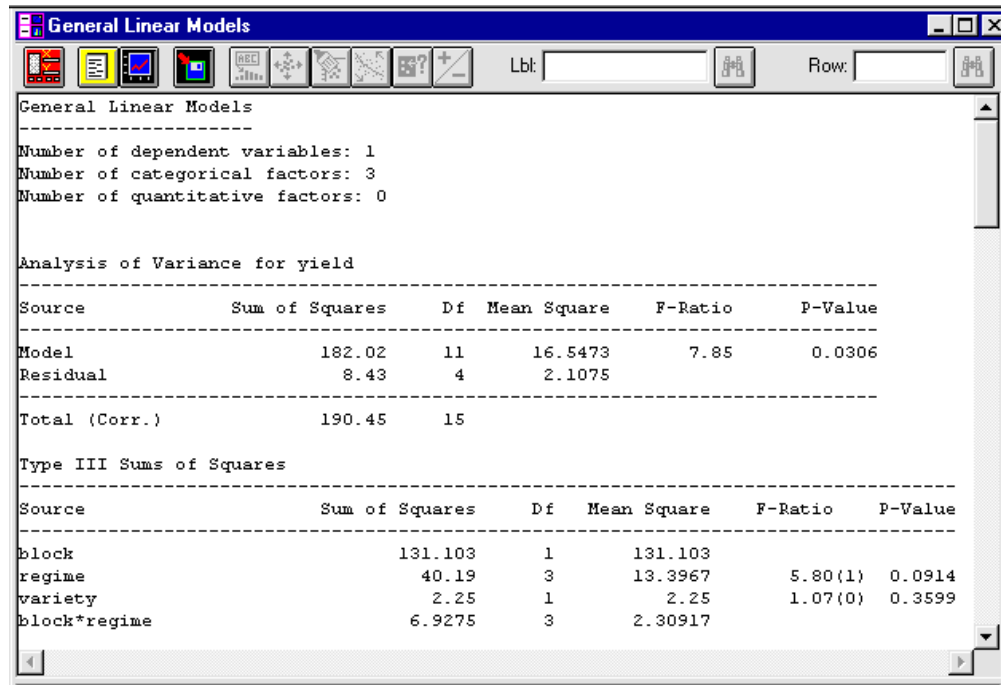 General Linear Models
Lbl: Row:
General Linear Models
---------------------
Number of dependent variables: 1
Number of categorical factors: 3
Number of quantitative factors: 0
Analysis of Variance for yield
--------------------------------------------------------------------------------
Source Sum of Squares Df Mean Square F-Ratio P-Value
--------------------------------------------------------------------------------
Model 182.02 11 16.5473 7.85 0.0306
Residual 8.43 4 2.1075
--------------------------------------------------------------------------------
Total (Corr.) 190.45 15
Type III Sums of Squares
--------------------------------------------------------------------------------
Source Sum of Squares Df Mean Square F-Ratio P-Value
--------------------------------------------------------------------------------
block 131.103 1 131.103
regime 40.19 3 13.3967 5.80(1) 0.0914
variety 2.25 1 2.25 1.07(0) 0.3599
block*regime 6.9275 3 2.30917